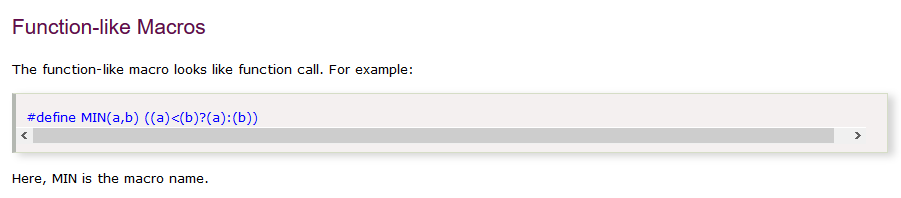 Function-like Macros
The function-like macro looks like function call. For example:
#define MIN(a,b) ((a)<(b)?(a):(b))
Here, MIN is the macro name.